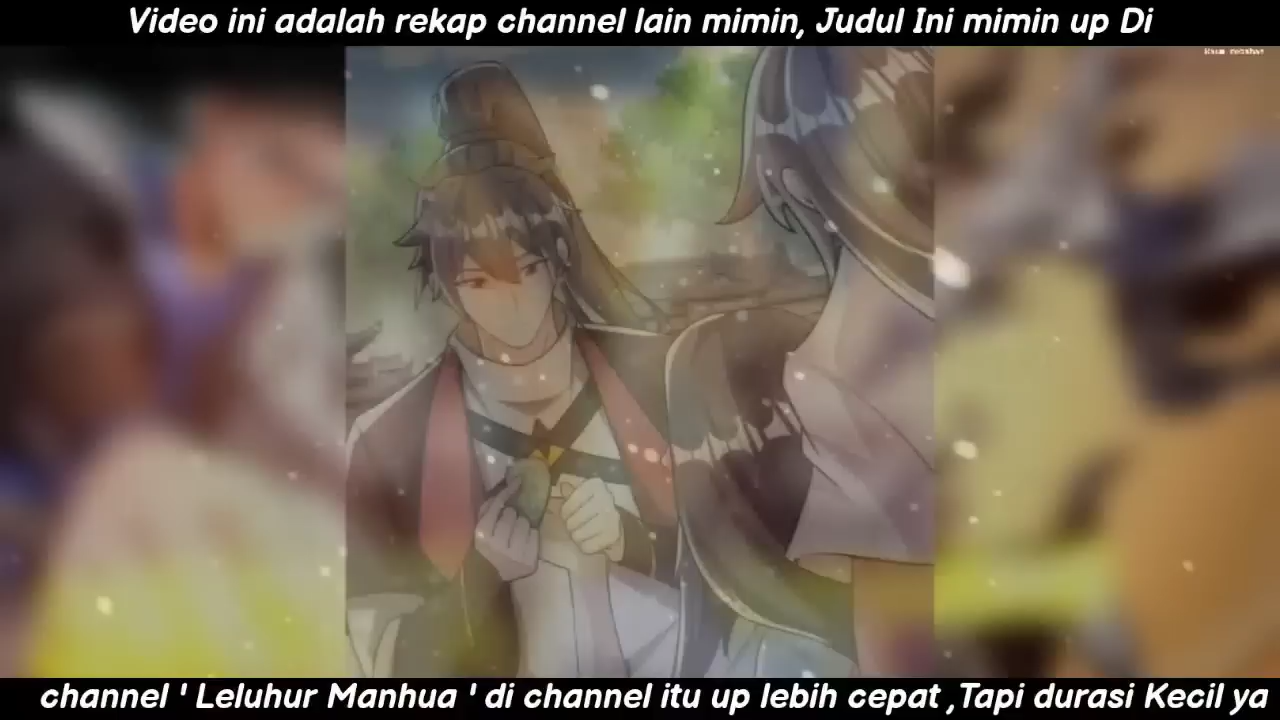 Video ini adalah rekap channel lain mimin, Judul Ini mimin up Di
channel ' Leluhur Manhua ' di channel itu up lebih cepat ,Tapi durasi Kecil ya